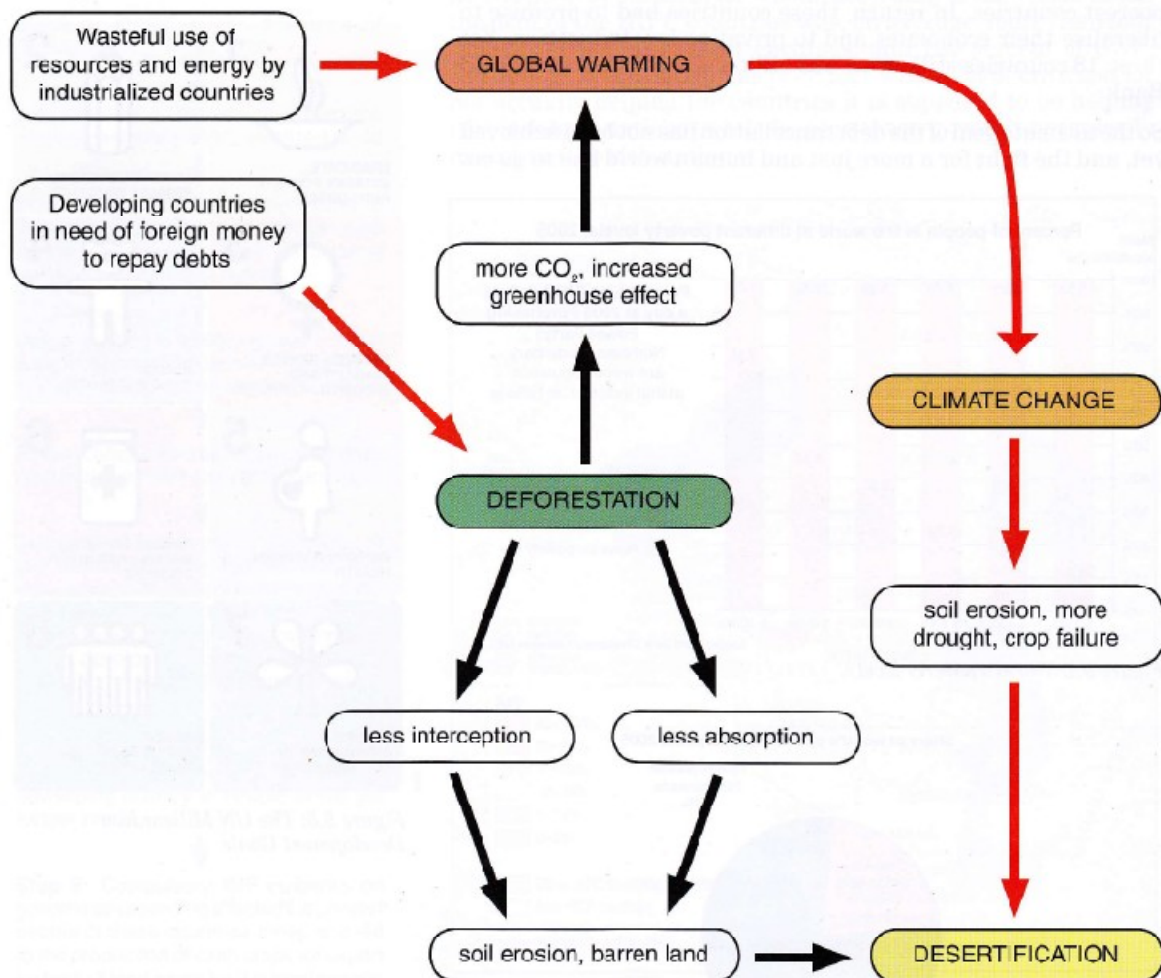 Wasteful use of
resources and energy by
industrialized countries
GLOBAL WARMING
Developing countries
in need of foreign money
to repay debts
more CO₂, increased
greenhouse effect
CLIMATE CHANGE
DEFORESTATION
soil erosion, more
drought, crop failure
less interception
less absorption
soil erosion, barren land
DESERTIFICATION